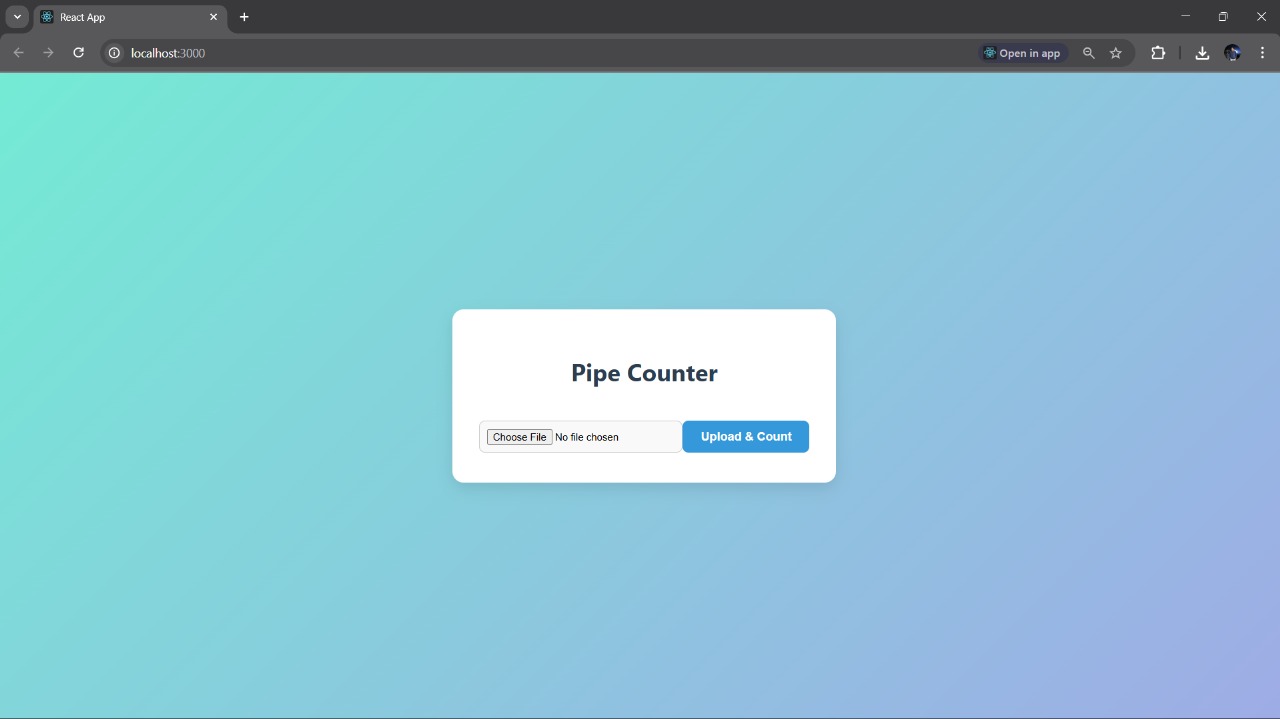 React App
localhost:3000
Open in app
Pipe Counter
Choose File No file chosen
Upload & Count